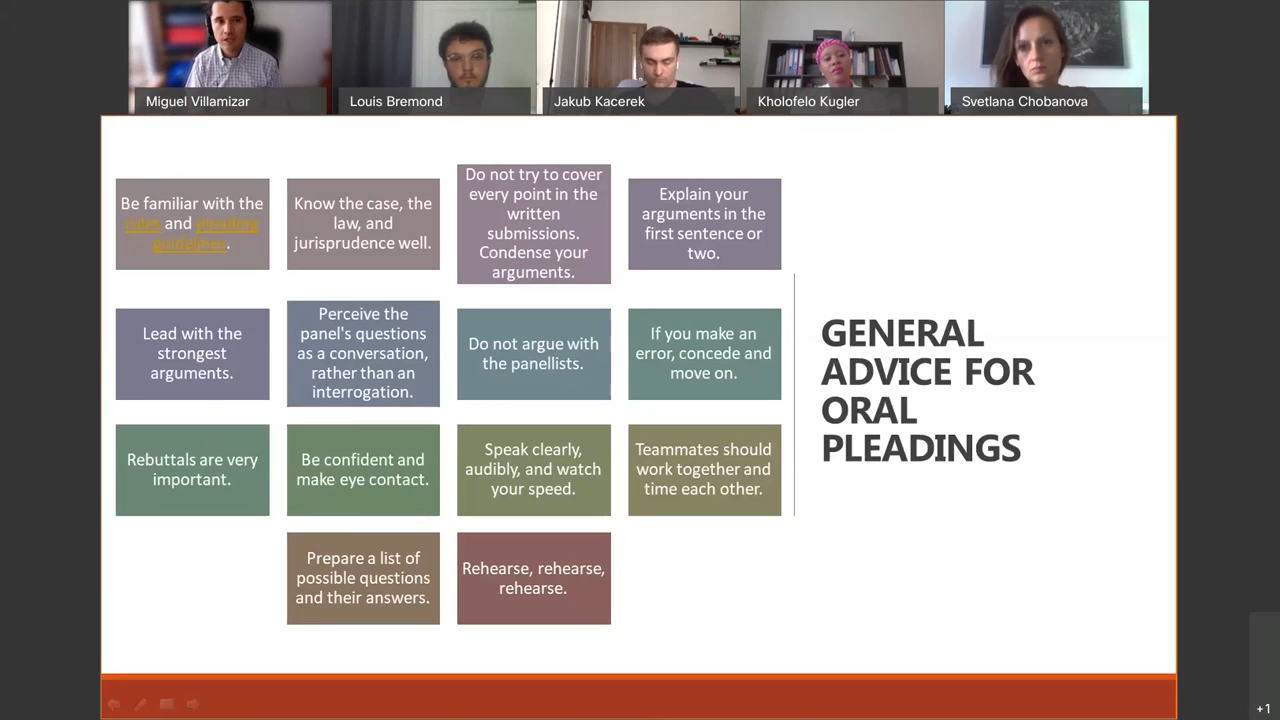 Miguel Villamizar
Louis Bremond
Jakub Kacerek
Kholofelo Kugler
Svetlana Chobanova
Be familiar with the
rules and pleading
guidelines.
Know the case, the
law, and
jurisprudence well.
Do not try to cover
every point in the
written
submissions.
Condense your
arguments.
Explain your
arguments in the
first sentence or
two.
Lead with the
strongest
arguments.
Perceive the
panel's questions
as a conversation,
rather than an
interrogation.
Do not argue with
the panellists.
If you make an
error, concede and
move on.
Rebuttals are very
important.
Be confident and
make eye contact.
Speak clearly,
audibly, and watch
your speed.
Teammates should
work together and
time each other.
Prepare a list of
possible questions
and their answers.
Rehearse, rehearse,
rehearse.
GENERAL
ADVICE FOR
ORAL
PLEADINGS
+1